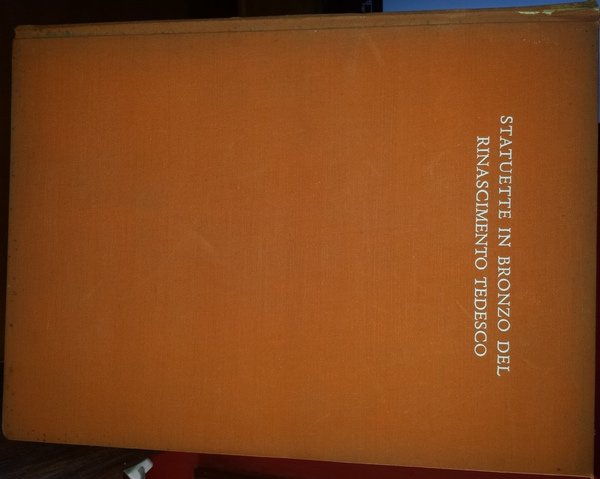 STATUETTE IN BRONZO DEL
RINASCIMENTO TEDESCO